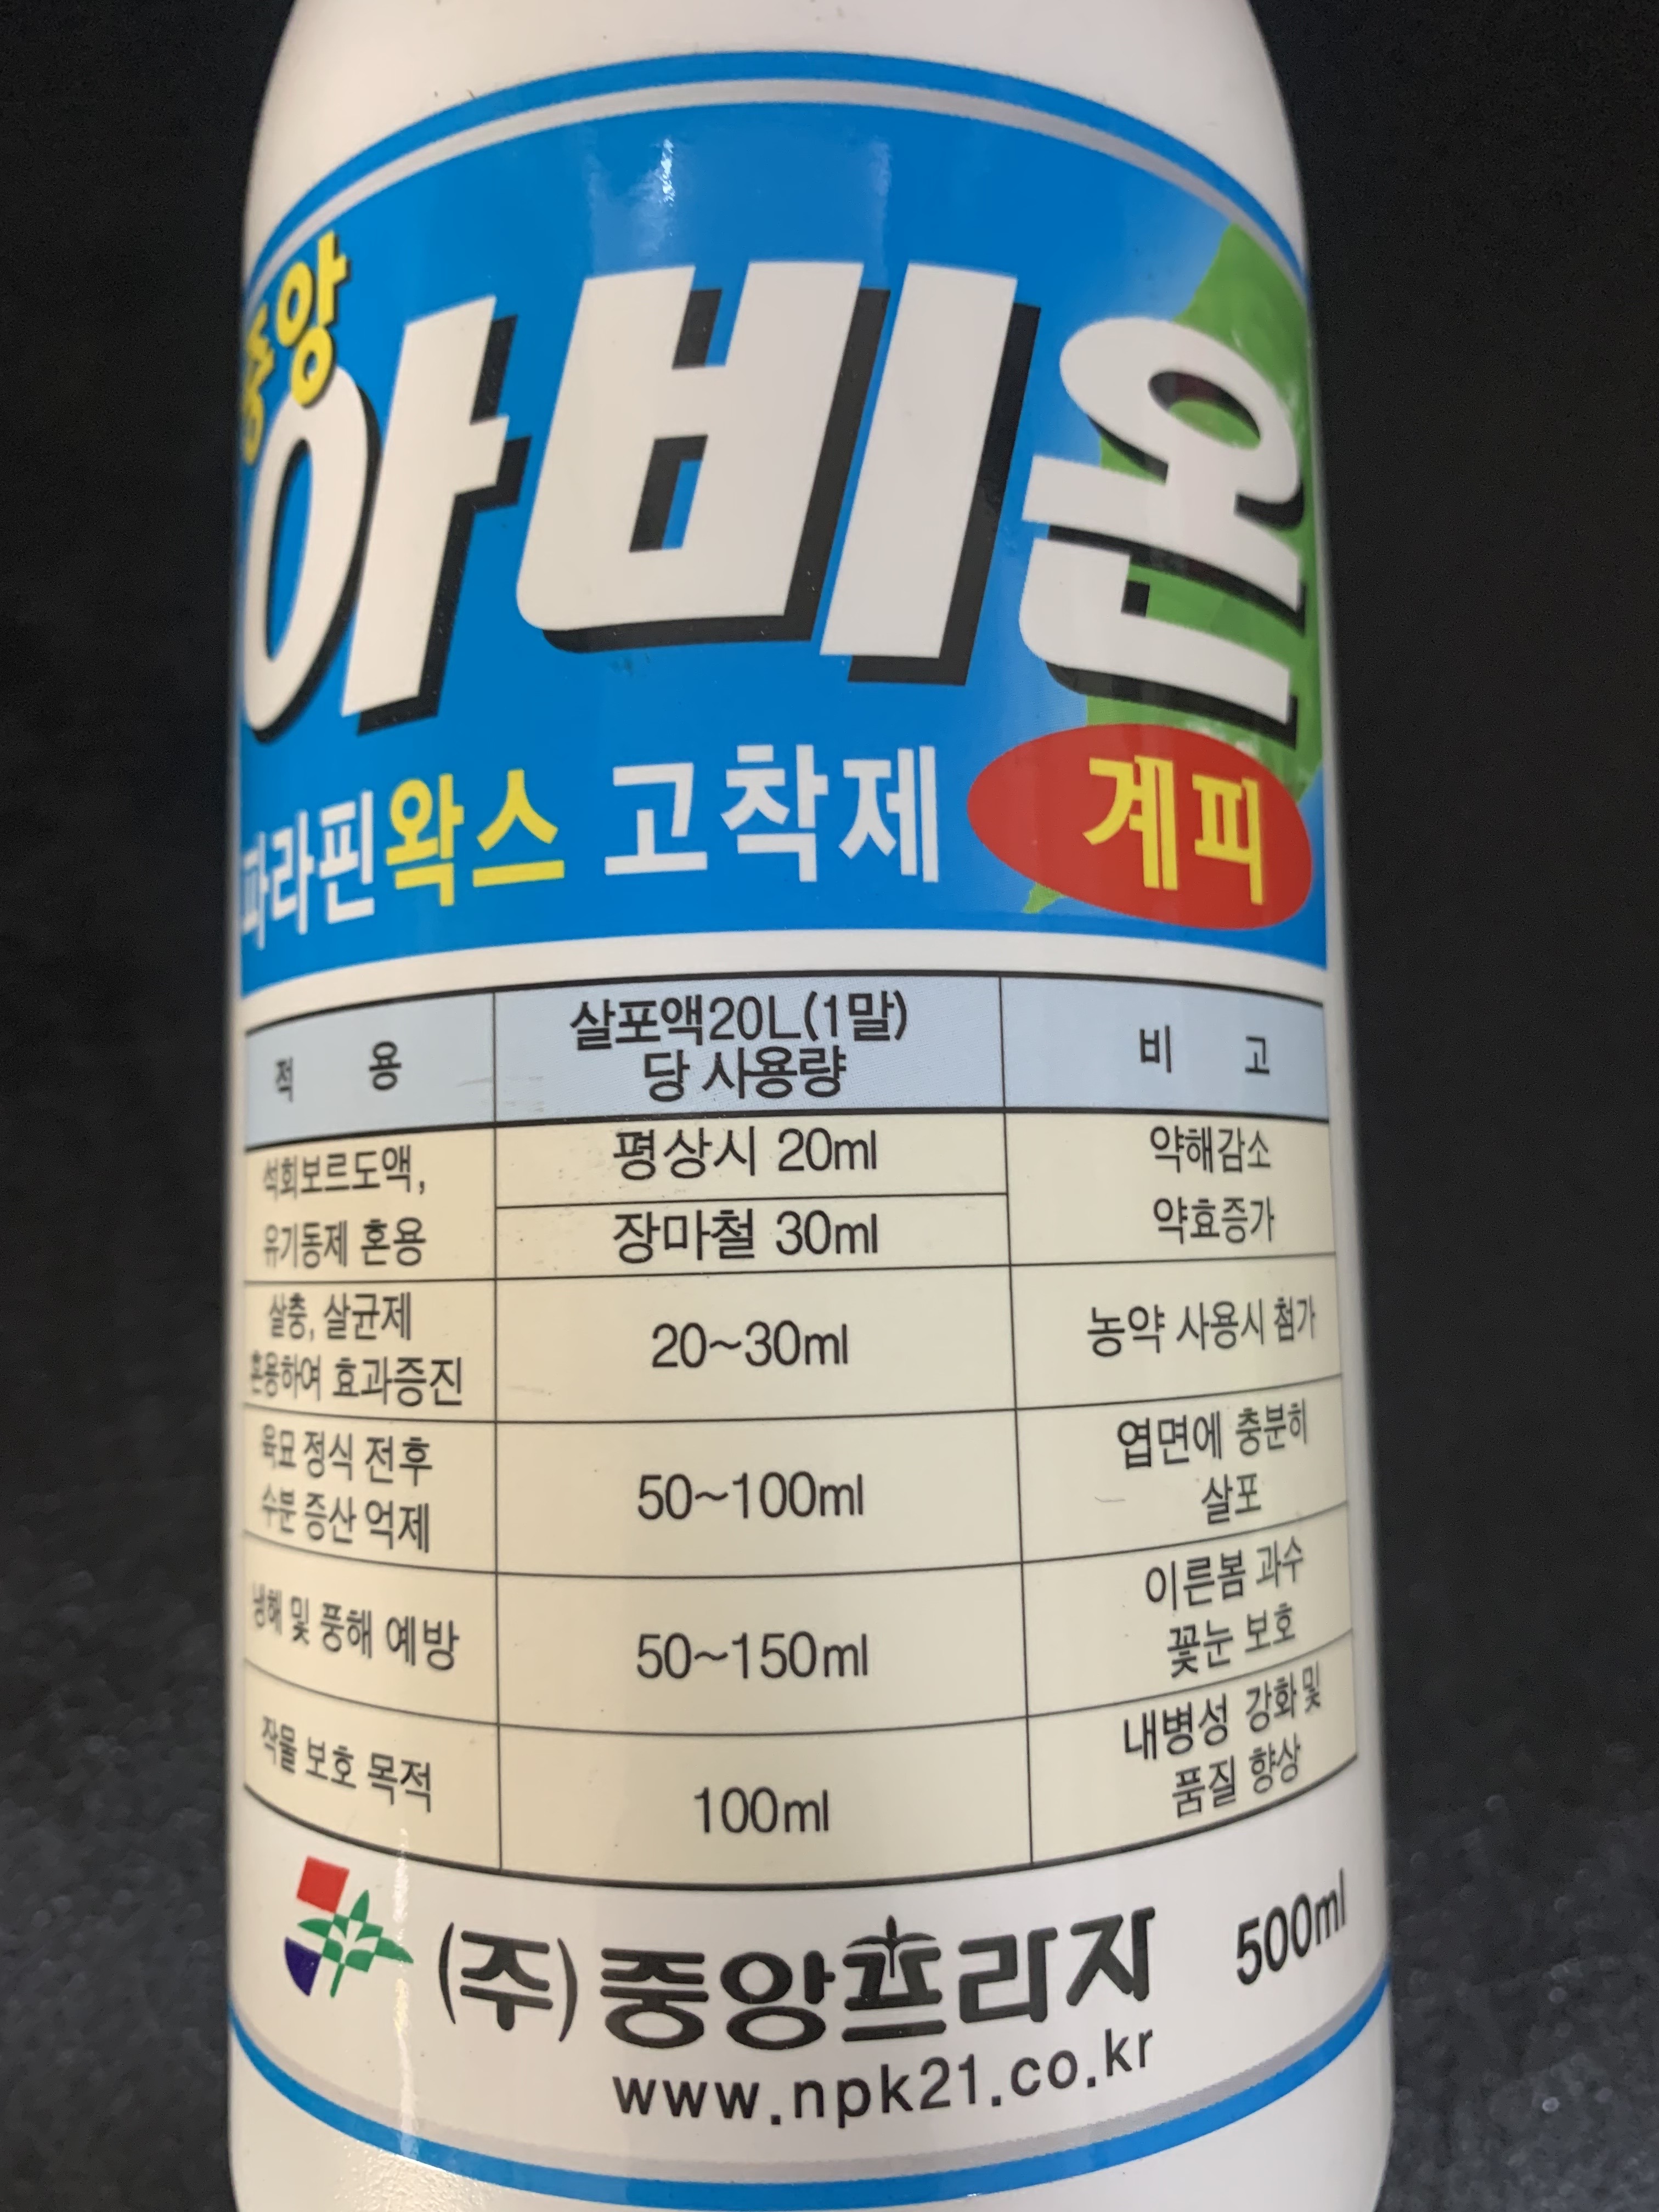 중앙
아비온
파라핀왁스 고착제 계피
적 용
살포액20L(1말)
당 사용량
비 고
석회보르도액,
유기동제 혼용
평상시 20ml
장마철 30ml
약해감소
약효증가
살충, 살균제
혼용하여 효과증진
20~30ml
농약 사용시 첨가
육묘 정식 전후
수분 증산 억제
50~100ml
엽면에 충분히
살포
냉해 및 풍해 예방
50~150ml
이른봄 과수
꽃눈 보호
작물 보호 목적
100ml
내병성 강화 및
품질 향상
(주)중앙프라자
500ml
www.npk21.co.kr